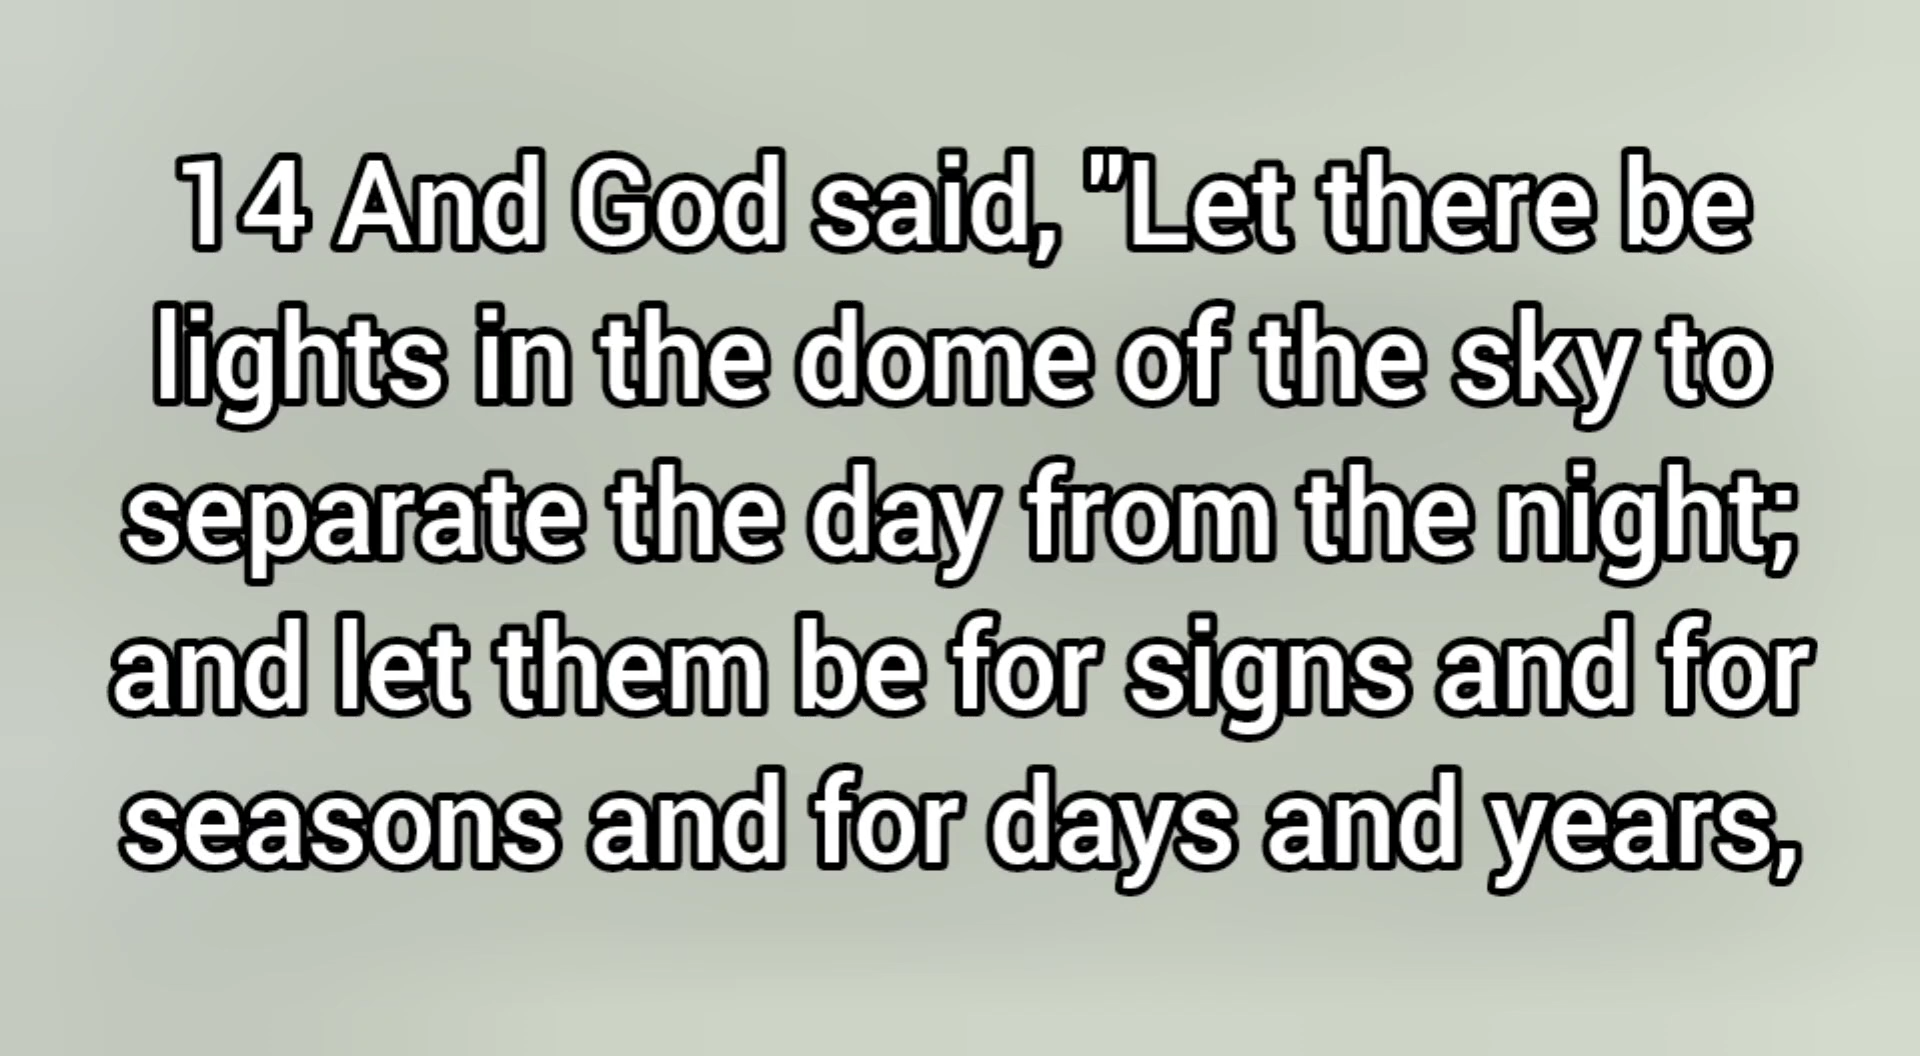 14 And God said, "Let there be
lights in the dome of the sky to
separate the day from the night;
and let them be for signs and for
seasons and for days and years,